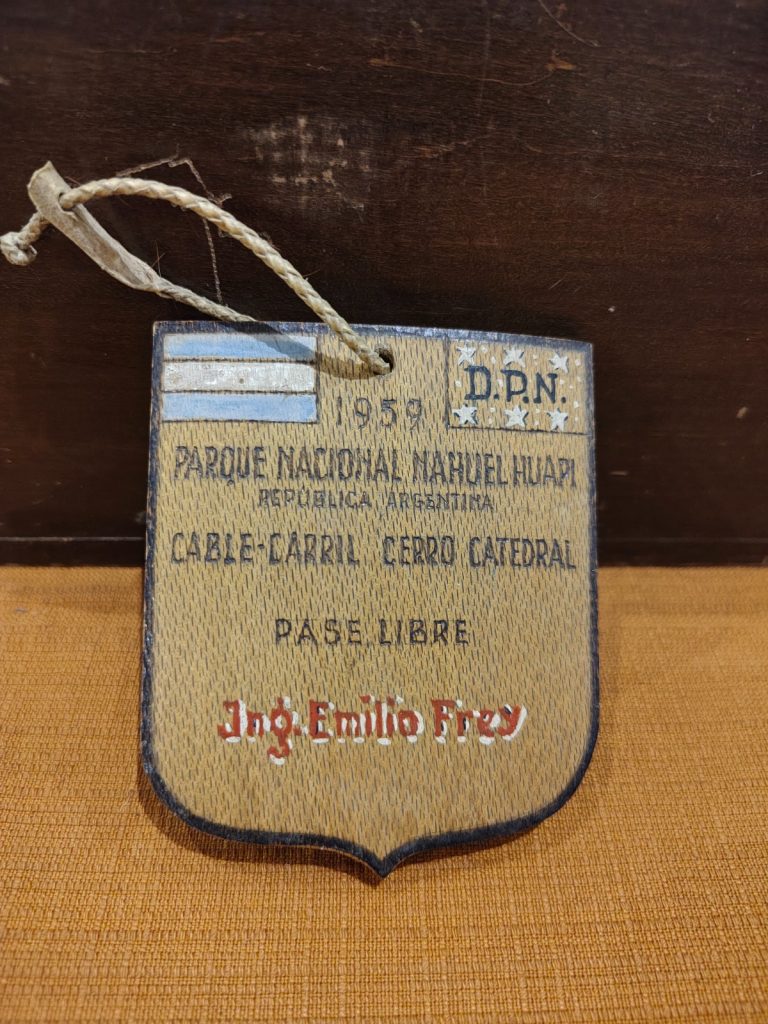 D.P.N.
1959
PARQUE NACIONAL NAHUEL HUAPI
REPÚBLICA ARGENTINA
CABLE-CARRIL CERRO CATEDRAL
PASE LIBRE
Ing. Emilio Frey